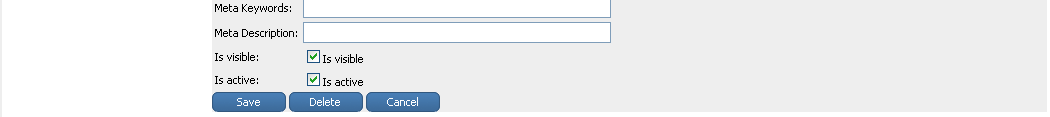 Meta Keywords:
Meta Description:
Is visible: Is visible
Is active: Is active
Save Delete Cancel